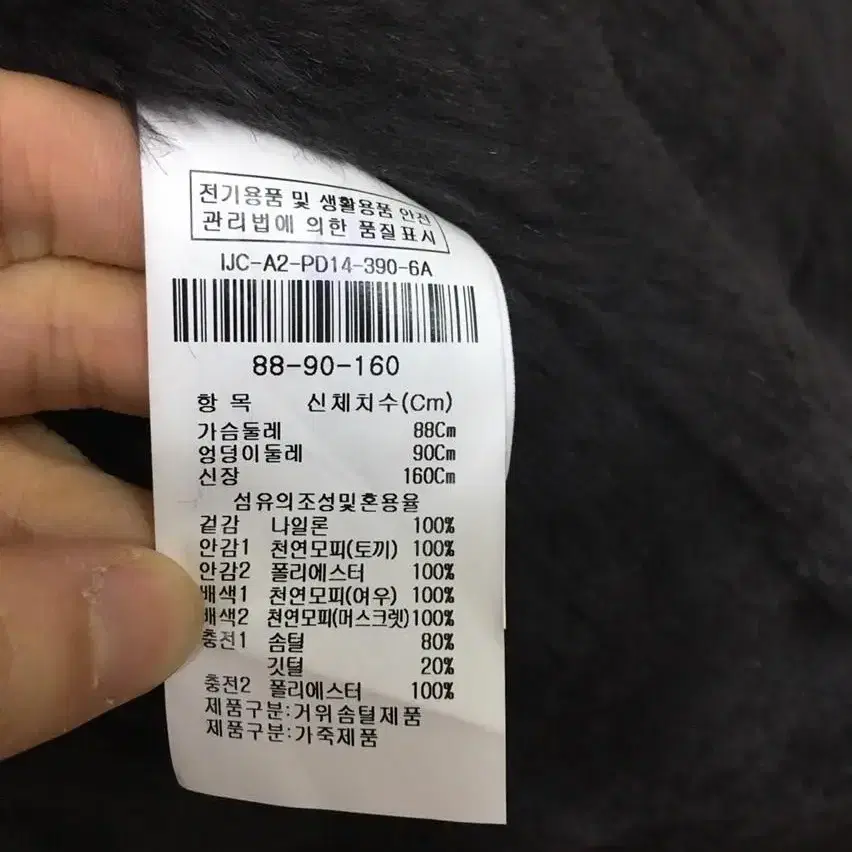 전기용품 및 생활용품 안전
관리법에 의한 품질표시
IJC-A2-PD14-390-6A
88-90-160
항 목 신체치수(Cm)
가슴둘레 88Cm
엉덩이둘레 90Cm
신장 160Cm
섬유의조성및혼용율
겉감 나일론 100%
안감1 천연모피(토끼) 100%
안감2 폴리에스터 100%
배색1 천연모피(여우) 100%
배색2 천연모피(머스크렛)100%
충전1 솜털 80%
깃털 20%
충전2 폴리에스터 100%
제품구분:거위솜털제품
제품구분:가죽제품